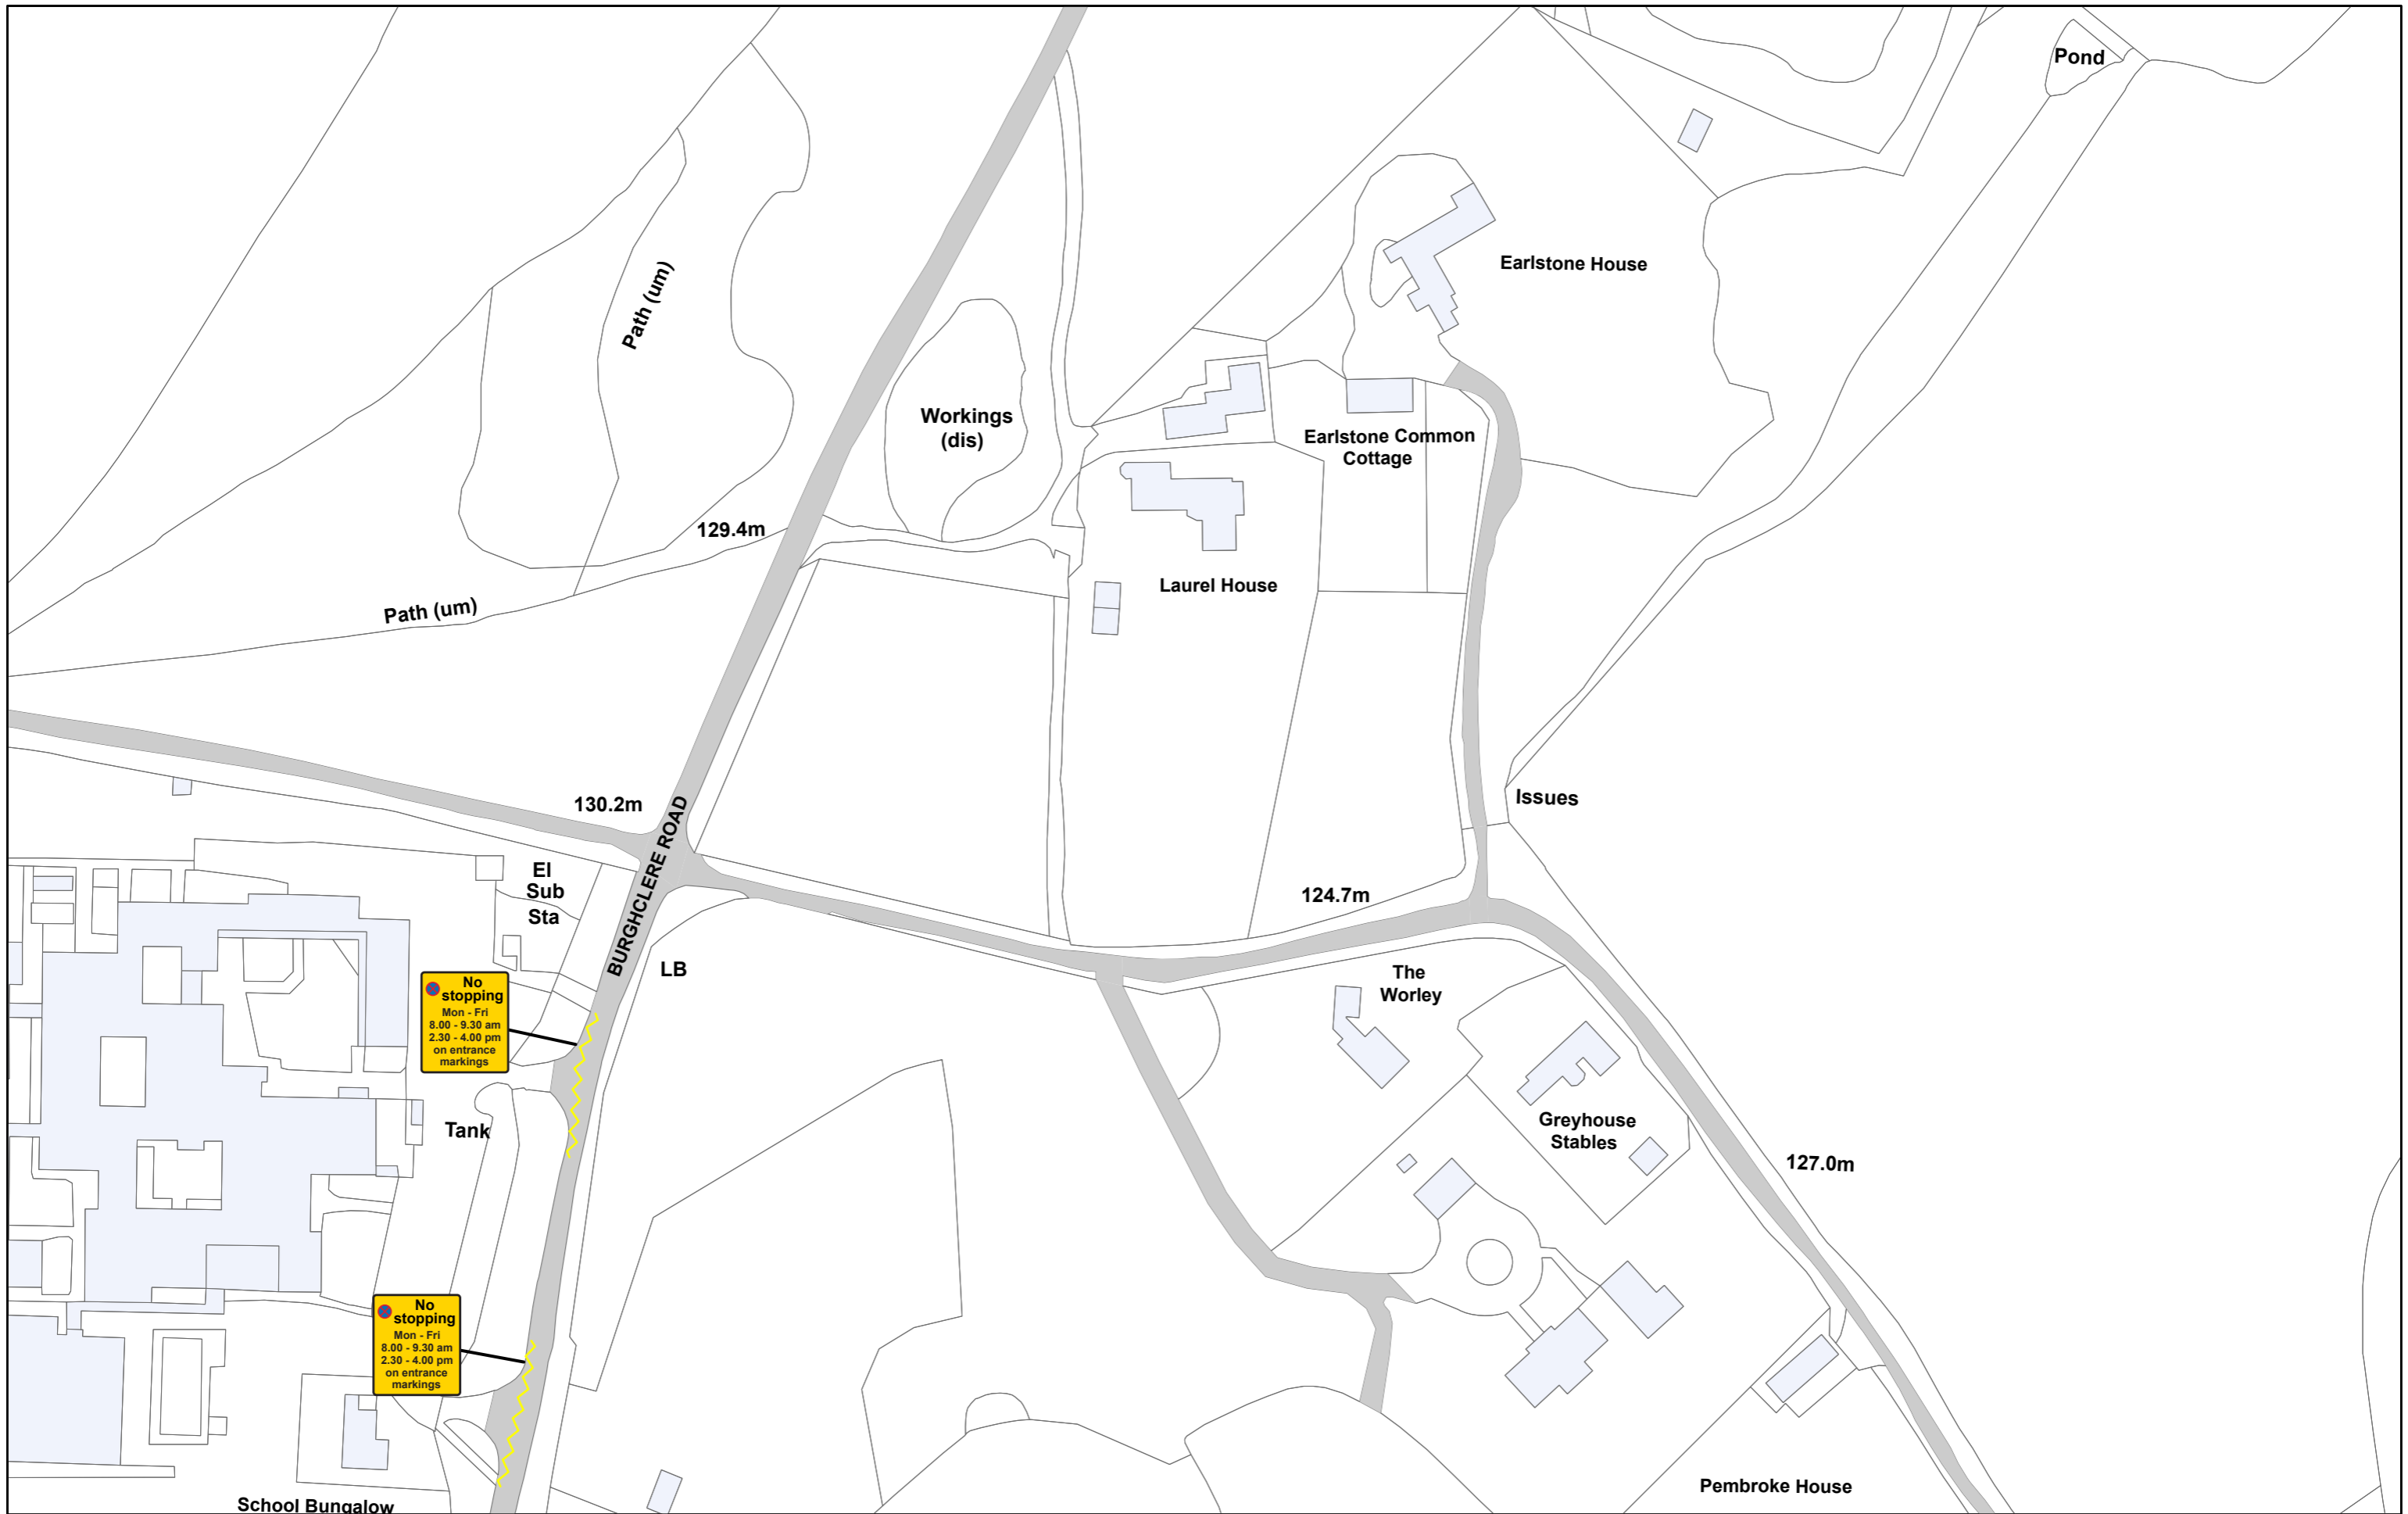 Pond
Earlstone House
Path (um)
Workings
(dis)
Earlstone Common
Cottage
129.4m
Laurel House
Path (um)
130.2m
BURGHCLERE ROAD
Issues
El
Sub
Sta
124.7m
LB
The
Worley
No
stopping
Mon - Fri
8.00 - 9.30 am
2.30 - 4.00 pm
on entrance
markings
Tank
Greyhouse
Stables
127.0m
No
stopping
Mon - Fri
8.00 - 9.30 am
2.30 - 4.00 pm
on entrance
markings
Pembroke House
School Bungalow